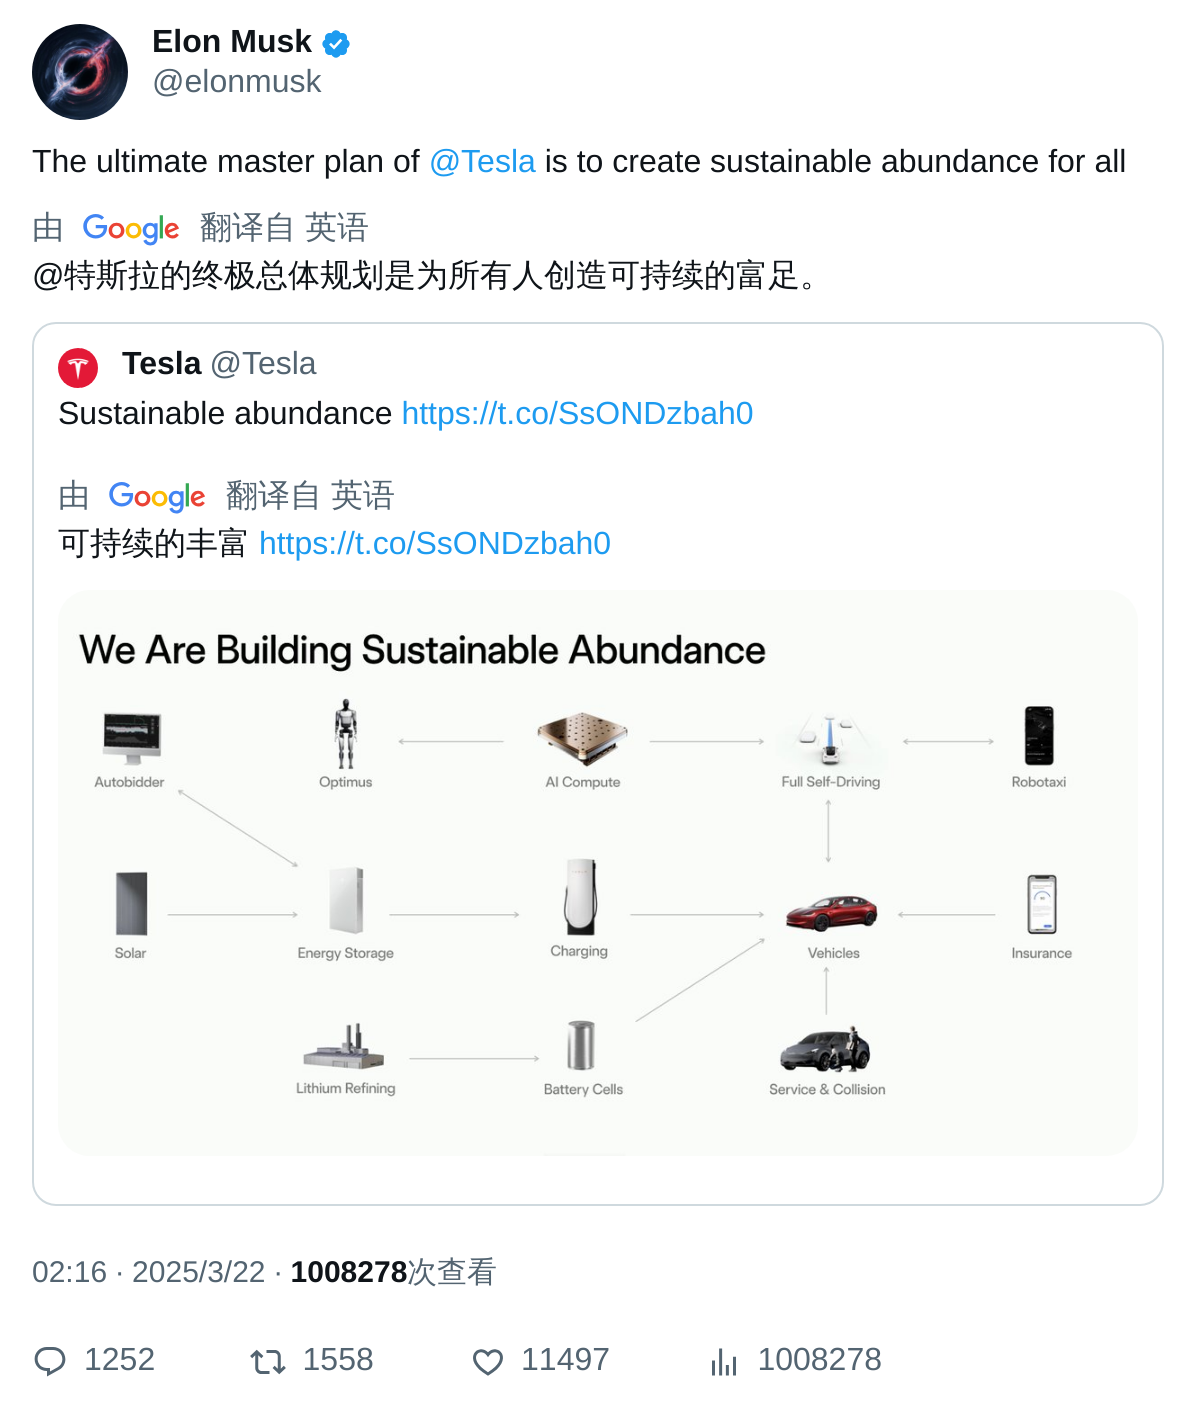 Elon Musk
@elonmusk
The ultimate master plan of @Tesla is to create sustainable abundance for all
由 Google 翻译自 英语
@特斯拉的终极总体规划是为所有人创造可持续的富足。
Tesla @Tesla
Sustainable abundance https://t.co/SsONDzbah0
由 Google 翻译自 英语
可持续的丰富 https://t.co/SsONDzbah0
We Are Building Sustainable Abundance
Autobidder
Optimus
AI Compute
Full Self-Driving
Robotaxi
Solar
Energy Storage
Charging
Vehicles
Insurance
Lithium Refining
Battery Cells
Service & Collision
02:16 · 2025/3/22 · 1008278次查看
1252 1558 11497 1008278